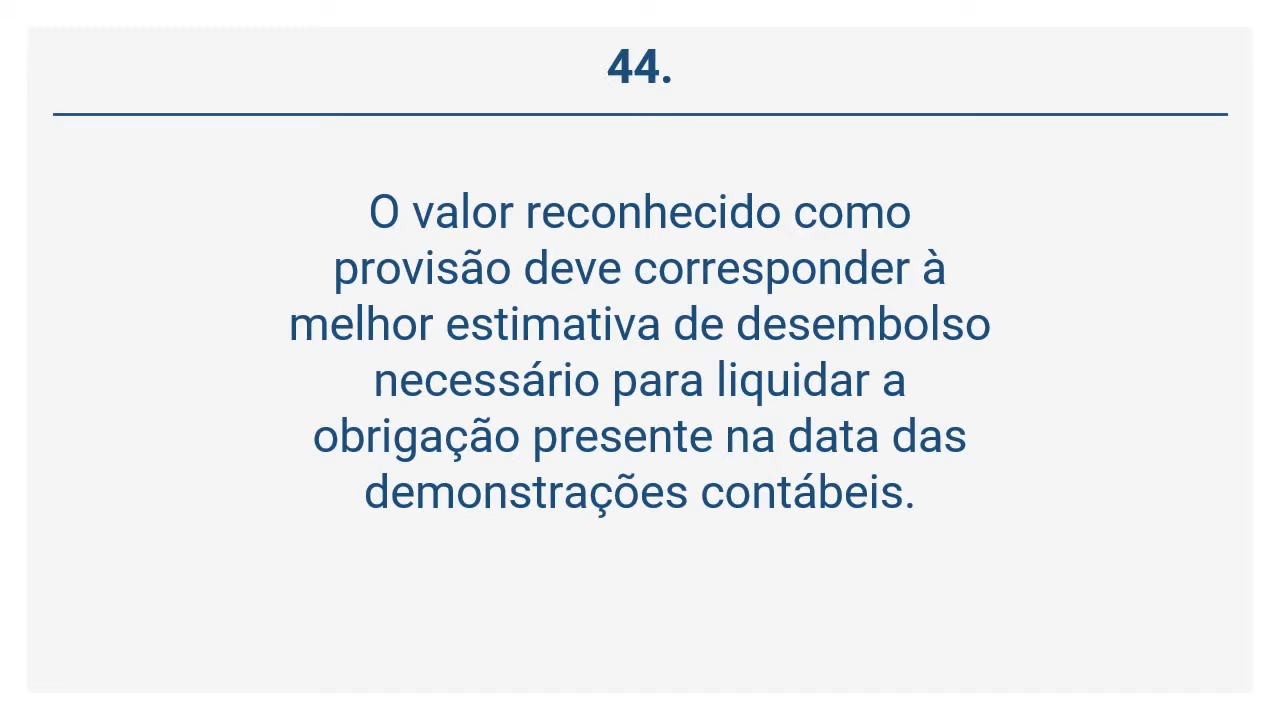 44.
O valor reconhecido como
provisão deve corresponder à
melhor estimativa de desembolso
necessário para liquidar a
obrigação presente na data das
demonstrações contábeis.